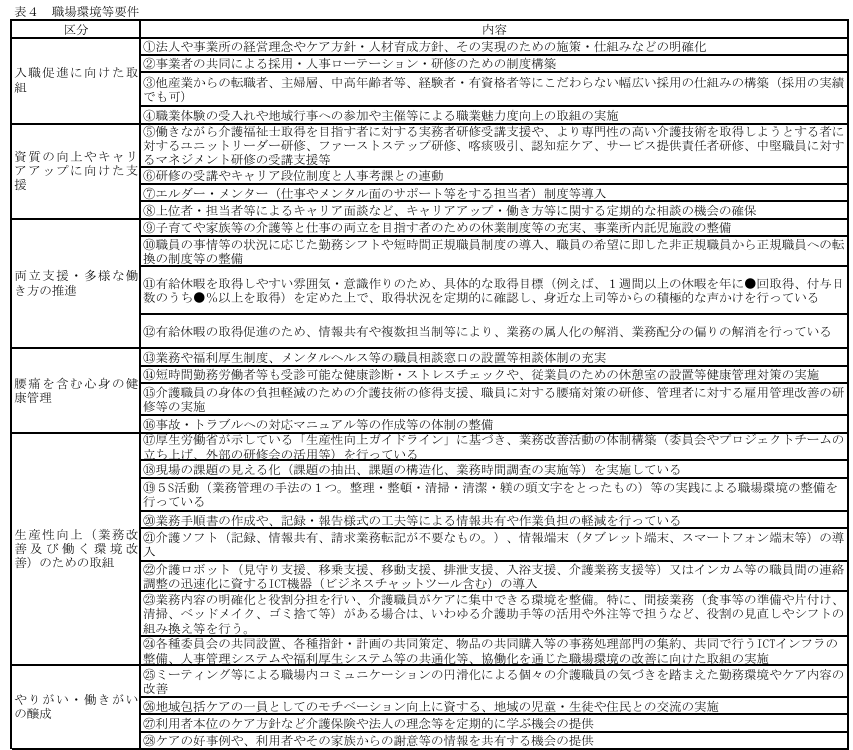 表４　職場環境等要件
区分
内容
入職促進に向けた取
組
①法人や事業所の経営理念やケア方針・人材育成方針、その実現のための施策・仕組みなどの明確化
②事業者の共同による採用・人事ローテーション・研修のための制度構築
③他産業からの転職者、主婦層、中高年齢者等、経験者・有資格者等にこだわらない幅広い採用の仕組みの構築（採用の実績
でも可）
④職業体験の受入れや地域行事への参加や主催等による職業魅力度向上の取組の実施
資質の向上やキャリ
アアップに向けた支
援
⑤働きながら介護福祉士取得を目指す者に対する実務者研修受講支援や、より専門性の高い介護技術を取得しようとする者に
対するユニットリーダー研修、ファーストステップ研修、喀痰吸引、認知症ケア、サービス提供責任者研修、中堅職員に対す
るマネジメント研修の受講支援等
⑥研修の受講やキャリア段位制度と人事考課との連動
⑦エルダー・メンター（仕事やメンタル面のサポート等をする担当者）制度等導入
⑧上位者・担当者等によるキャリア面談など、キャリアアップ・働き方等に関する定期的な相談の機会の確保
両立支援・多様な働
き方の推進
⑨子育てや家族等の介護等と仕事の両立を目指す者のための休業制度等の充実、事業所内託児施設の整備
⑩職員の事情等の状況に応じた勤務シフトや短時間正規職員制度の導入、職員の希望に即した非正規職員から正規職員への転
換の制度等の整備
⑪有給休暇を取得しやすい雰囲気・意識作りのため、具体的な取得目標（例えば、１週間以上の休暇を年に●回取得、付与日
数のうち●％以上を取得）を定めた上で、取得状況を定期的に確認し、身近な上司等からの積極的な声かけを行っている
⑫有給休暇の取得促進のため、情報共有や複数担当制等により、業務の属人化の解消、業務配分の偏りの解消を行っている
腰痛を含む心身の健
康管理
⑬業務や福利厚生制度、メンタルヘルス等の職員相談窓口の設置等相談体制の充実
⑭短時間勤務労働者等も受診可能な健康診断・ストレスチェックや、従業員のための休憩室の設置等健康管理対策の実施
⑮介護職員の身体の負担軽減のための介護技術の修得支援、職員に対する腰痛対策の研修、管理者に対する雇用管理改善の研
修等の実施
⑯事故・トラブルへの対応マニュアル等の作成等の体制の整備
生産性向上（業務改
善及び働く環境改
善）のための取組
⑰厚生労働省が示している「生産性向上ガイドライン」に基づき、業務改善活動の体制構築（委員会やプロジェクトチームの
立ち上げ、外部の研修会の活用等）を行っている
⑱現場の課題の見える化（課題の抽出、課題の構造化、業務時間調査の実施等）を実施している
⑲５S活動（業務管理の手法の１つ。整理・整頓・清掃・清潔・躾の頭文字をとったもの）等の実践による職場環境の整備を
行っている
⑳業務手順書の作成や、記録・報告様式の工夫等による情報共有や作業負担の軽減を行っている
㉑介護ソフト（記録、情報共有、請求業務転記が不要なもの。）、情報端末（タブレット端末、スマートフォン端末等）の導
入
㉒介護ロボット（見守り支援、移乗支援、移動支援、排泄支援、入浴支援、介護業務支援等）又はインカム等の職員間の連絡
調整の迅速化に資するICT機器（ビジネスチャットツール含む）の導入
㉓業務内容の明確化と役割分担を行い、介護職員がケアに集中できる環境を整備。特に、間接業務（食事等の準備や片付け、
清掃、ベッドメイク、ゴミ捨て等）がある場合は、いわゆる介護助手等の活用や外注等で担うなど、役割の見直しやシフトの
組み換え等を行う。
㉔各種委員会の共同設置、各種指針・計画の共同策定、物品の共同購入等の事務処理部門の集約、共同で行うICTインフラの
整備、人事管理システムや福利厚生システム等の共通化等、協働化を通じた職場環境の改善に向けた取組の実施
やりがい・働きがい
の醸成
㉕ミーティング等による職場内コミュニケーションの円滑化による個々の介護職員の気づきを踏まえた勤務環境やケア内容の
改善
㉖地域包括ケアの一員としてのモチベーション向上に資する、地域の児童・生徒や住民との交流の実施
㉗利用者本位のケア方針など介護保険や法人の理念等を定期的に学ぶ機会の提供
㉘ケアの好事例や、利用者やその家族からの謝意等の情報を共有する機会の提供